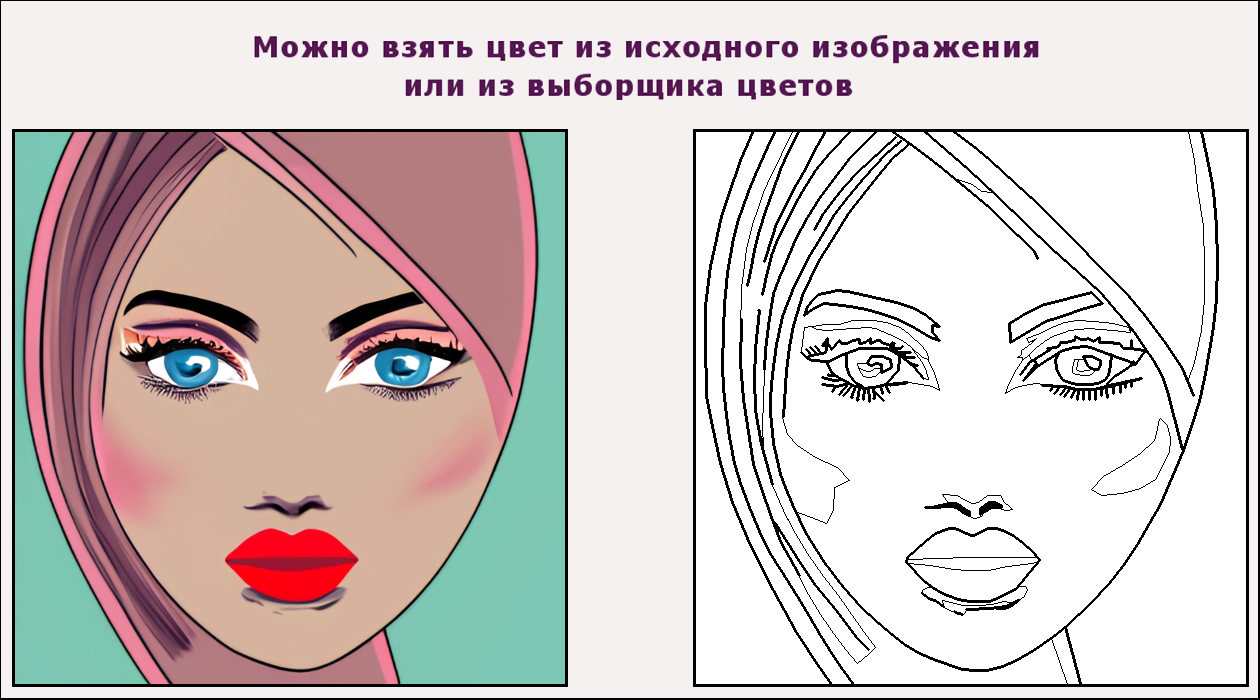 Можно взять цвет из исходного изображения
или из выборщика цветов